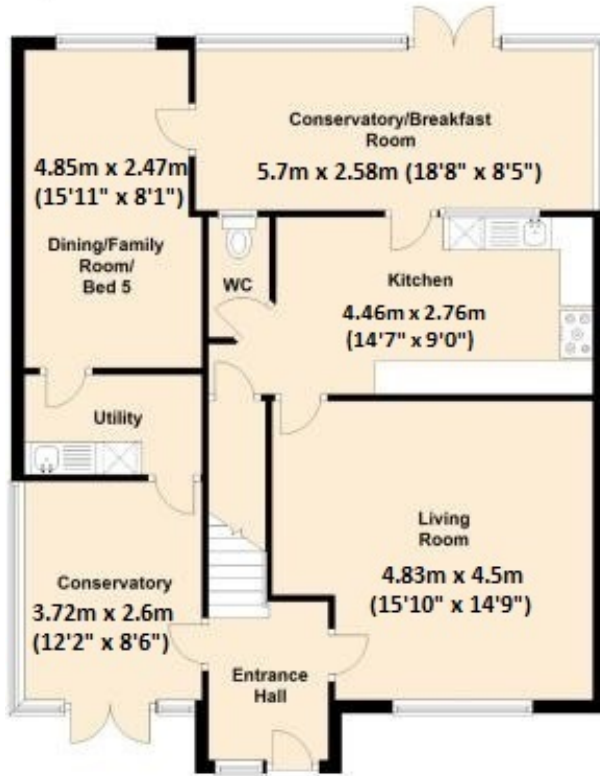 Conservatory/Breakfast
Room
5.7m x 2.58m (18'8" x 8'5")
4.85m x 2.47m
(15'11" x 8'1")
Dining/Family
Room/
Bed 5
WC
Kitchen
4.46m x 2.76m
(14'7" x 9'0")
Utility
Living
Room
4.83m x 4.5m
(15'10" x 14'9")
Conservatory
3.72m x 2.6m
(12'2" x 8'6")
Entrance
Hall